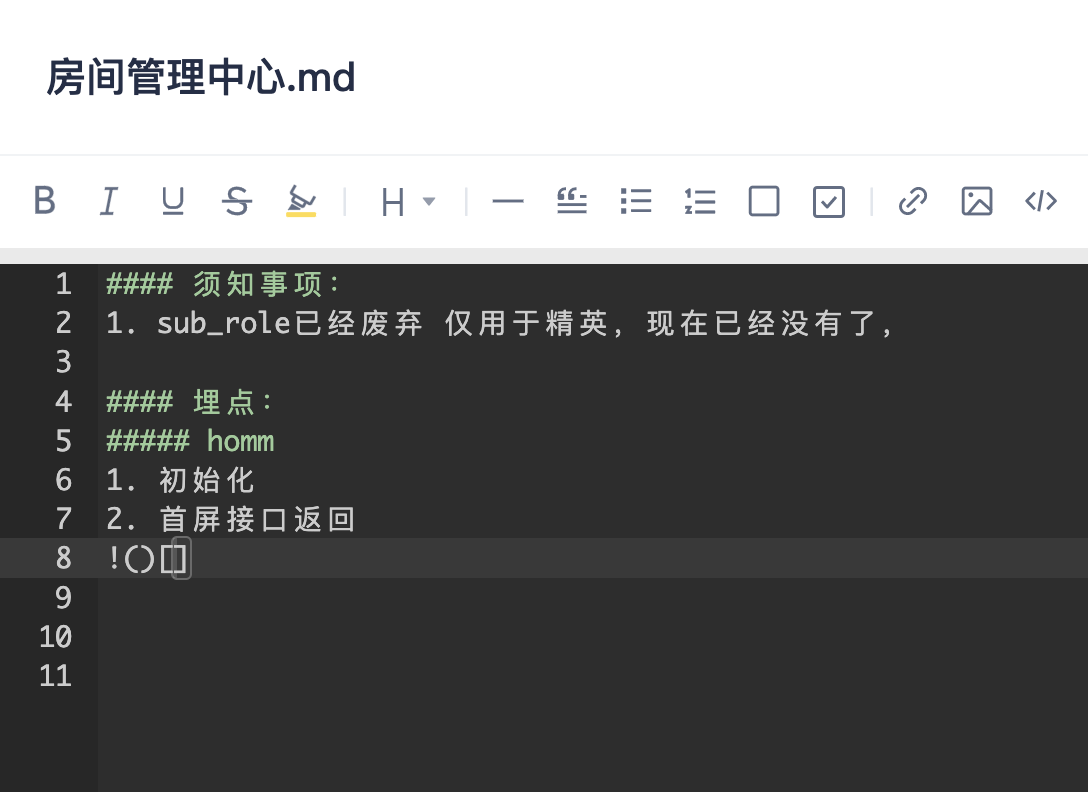 房间管理中心.md
B I U S H
1 #### 须知事项：
2 1. sub_role已经废弃 仅用于精英，现在已经没有了，
3
4 #### 埋点：
5 ##### homm
6 1. 初始化
7 2. 首屏接口返回
8 !()[]
9
10
11